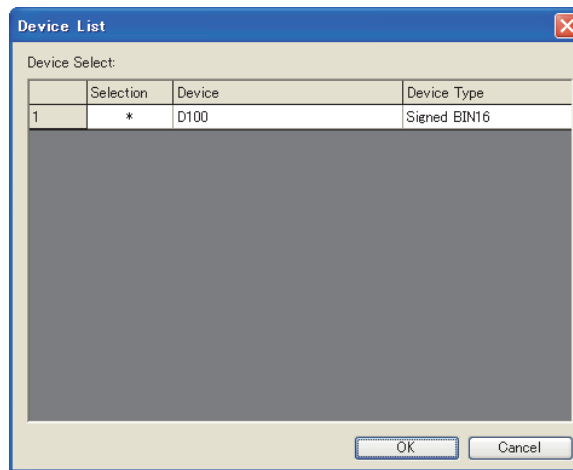 Device List
Device Select:
Selection Device Device Type
1 * D100 Signed BIN16
OK Cancel